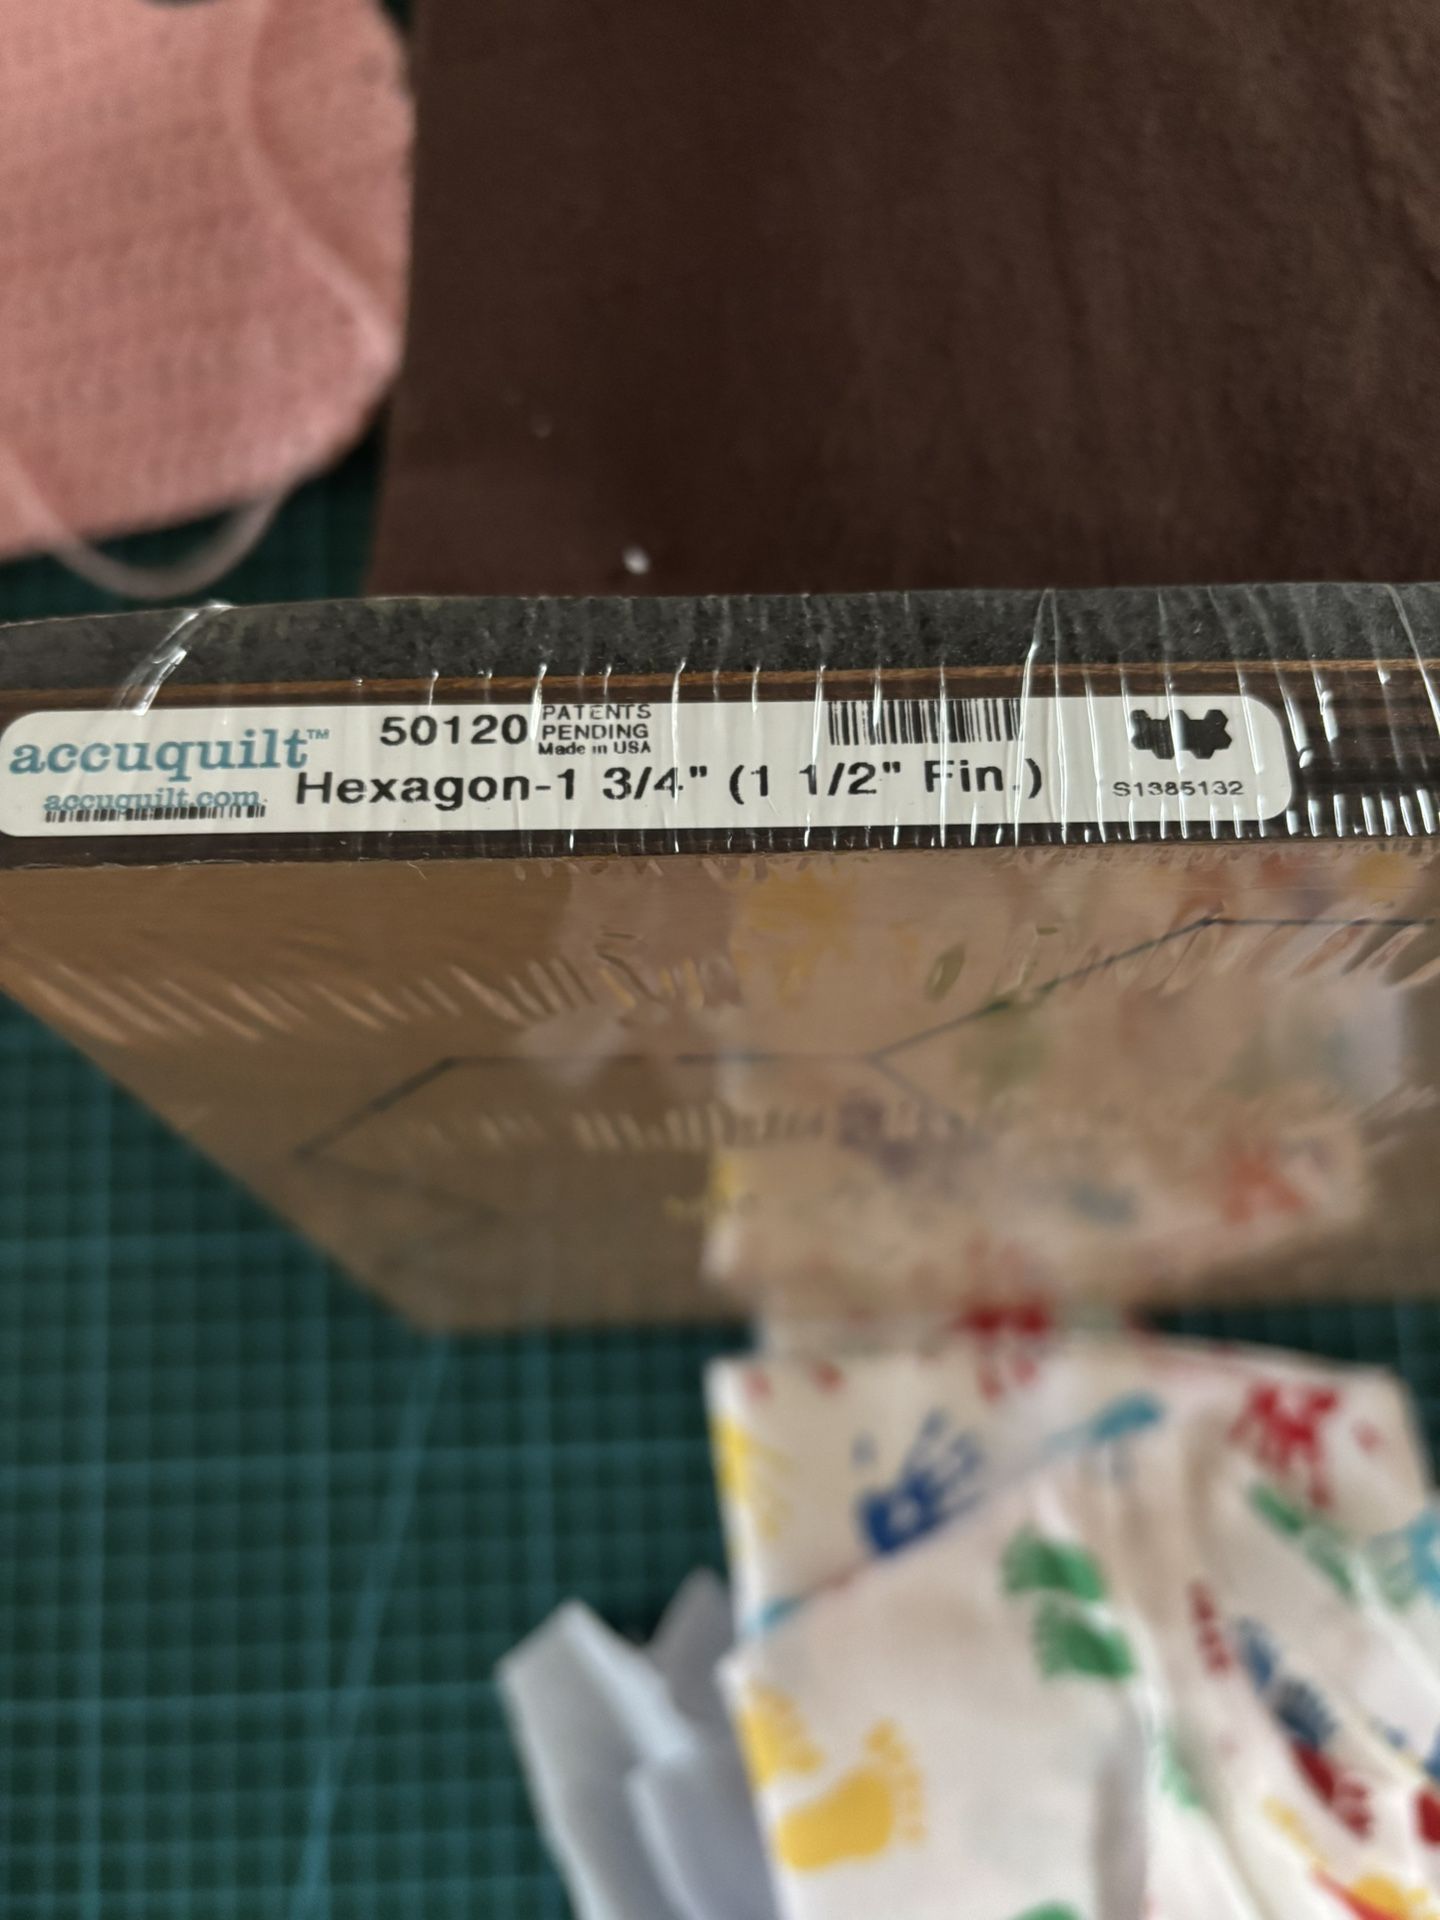 accuquilt™
accuquilt.com
50120
PATENTS
PENDING
Made in USA
Hexagon-1 3/4" (1 1/2" Fin.)
S1385132